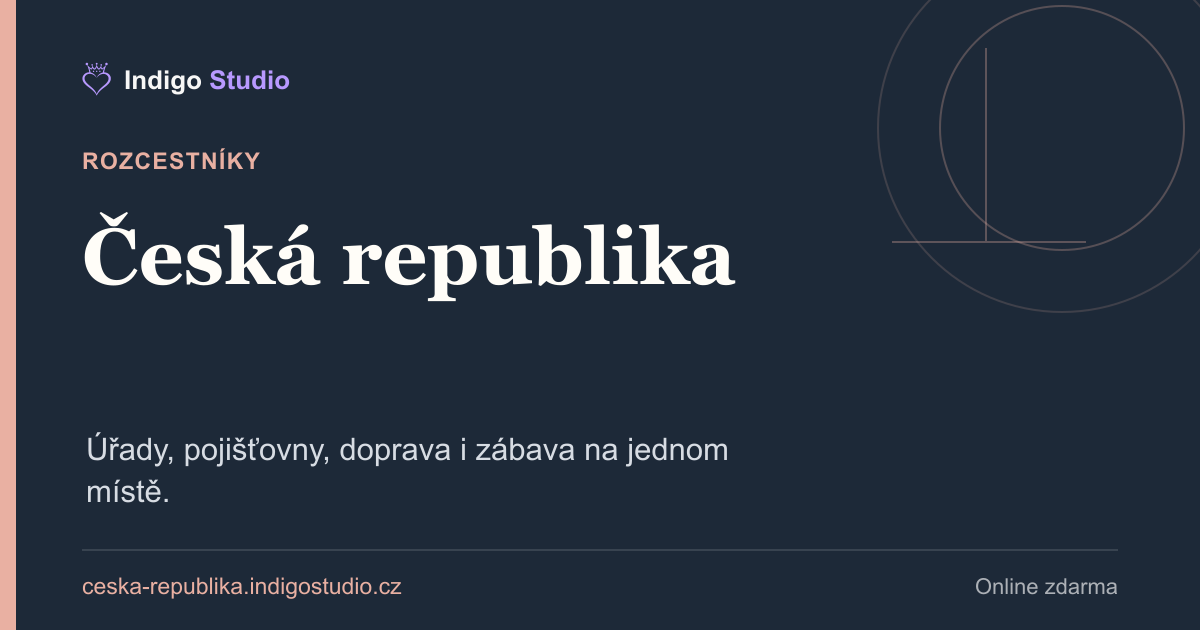 Indigo Studio
ROZCESTNÍKY
Česká republika
Úřady, pojišťovny, doprava i zábava na jednom
místě.
ceska-republika.indigostudio.cz
Online zdarma